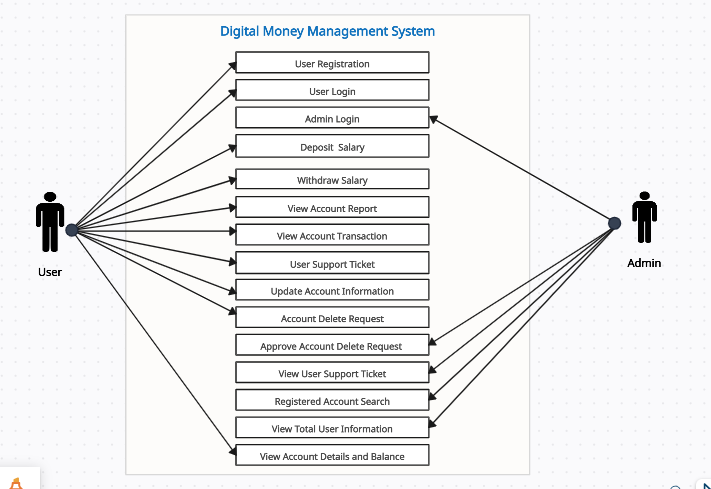 Digital Money Management System
User Registration
User Login
Admin Login
Deposit Salary
Withdraw Salary
View Account Report
View Account Transaction
User Support Ticket
Update Account Information
Account Delete Request
Approve Account Delete Request
View User Support Ticket
Registered Account Search
View Total User Information
View Account Details and Balance
User
Admin